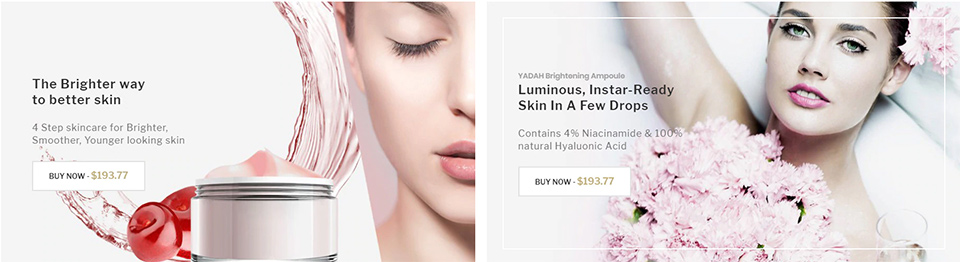 The Brighter way
to better skin
4 Step skincare for Brighter,
Smoother, Younger looking skin
BUY NOW - $193.77
YADAH Brightening Ampoule
Luminous, Instar-Ready
Skin In A Few Drops
Contains 4% Niacinamide & 100%
natural Hyaluonic Acid
BUY NOW - $193.77